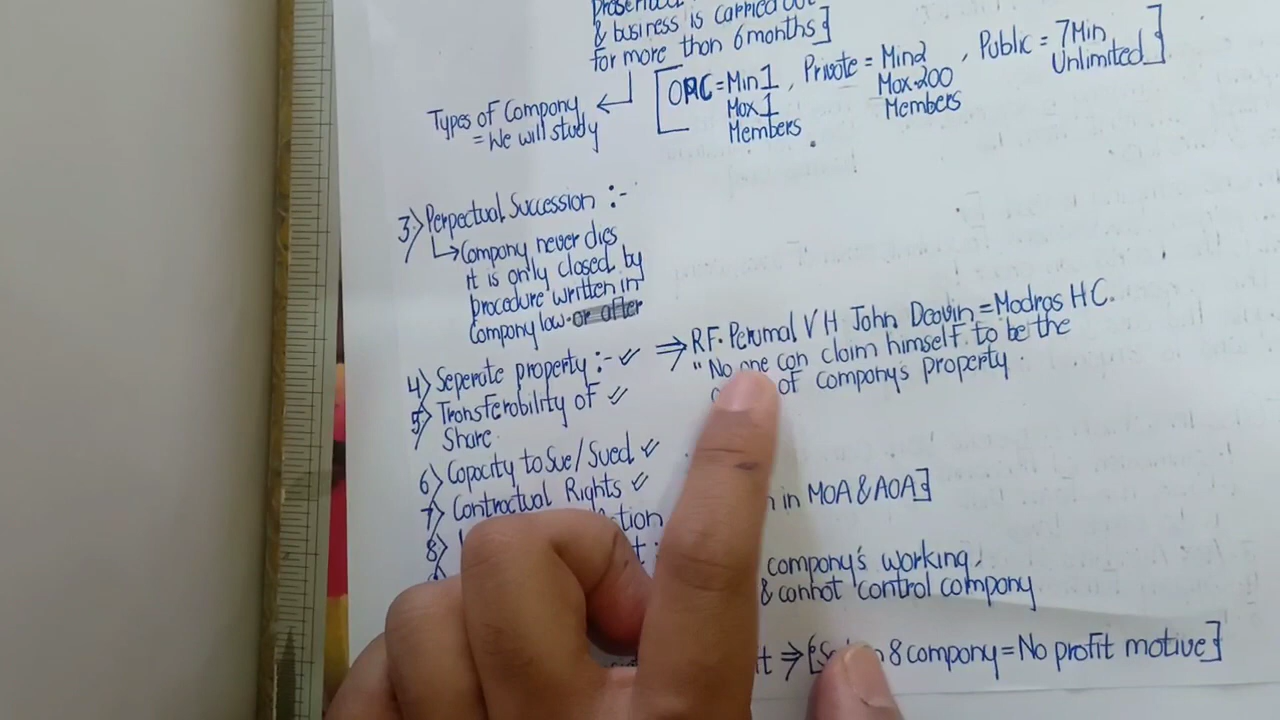 & business is carried out
for more than 6 months]
Types of Company
= We will study
[OPC = Min 1, Private = Min 2, Public = 7 Min
Max 1 Max. 200 Unlimited]
Members Members
3) Perpectual Succession :-
Company never dies
it is only closed by
procedure written in
Company law. or after
4) Seperate property :- ⇒ RF. Perumal V H John Deavin = Madras HC.
"No one can claim himself to be the
of company's property
5) Transferability of
Share
6) Capacity to Sue/Sued
7) Contractual Rights
in MOA & AOA]
8)
company's working
& connot control company
⇒ [8 company = No profit motive]